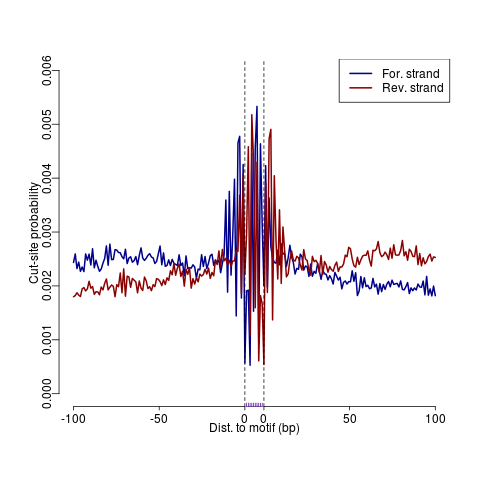 For. strand
Rev. strand
Cut-site probability
0.006
0.005
0.004
0.003
0.002
0.001
0.000
-100 -50 0 0 50 100
Dist. to motif (bp)